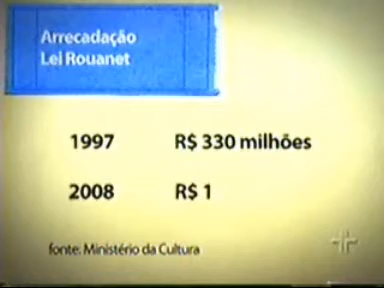 Arrecadação
Lei Rouanet
1997 R$ 330 milhões
2008 R$ 1
fonte: Ministério da Cultura